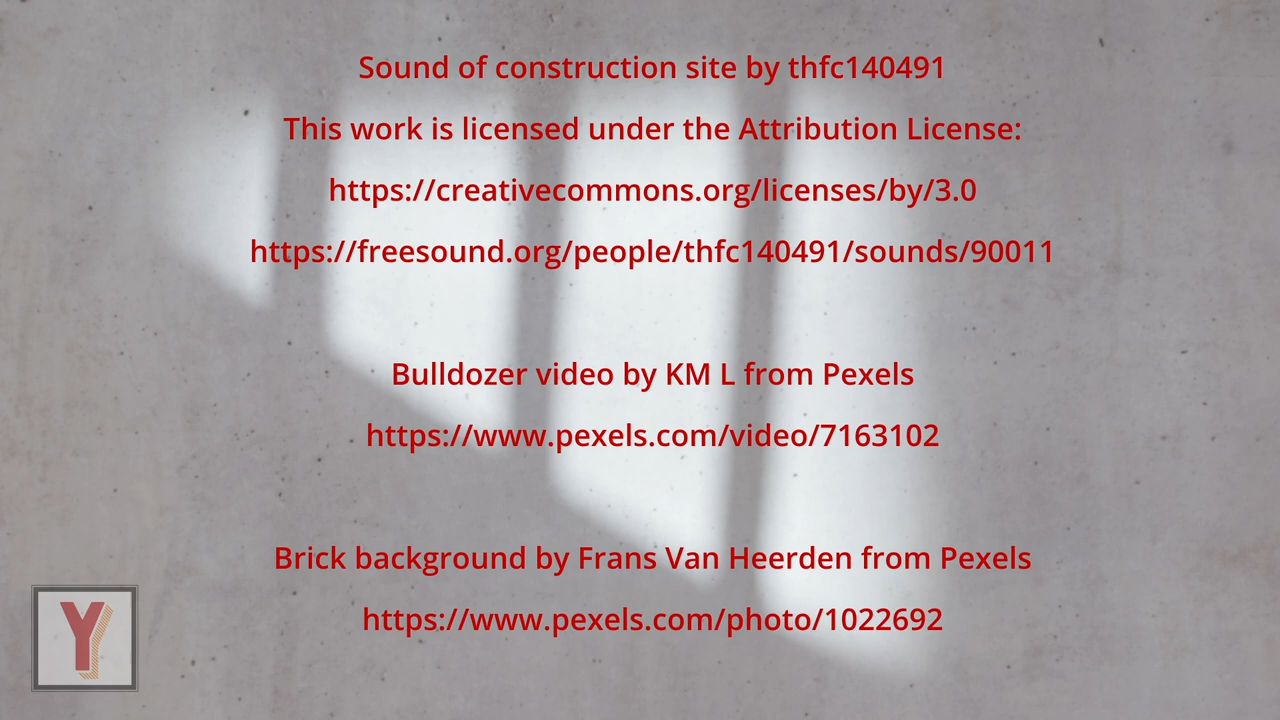 Sound of construction site by thfc140491
This work is licensed under the Attribution License:
https://creativecommons.org/licenses/by/3.0
https://freesound.org/people/thfc140491/sounds/90011
Bulldozer video by KM L from Pexels
https://www.pexels.com/video/7163102
Brick background by Frans Van Heerden from Pexels
https://www.pexels.com/photo/1022692
Y